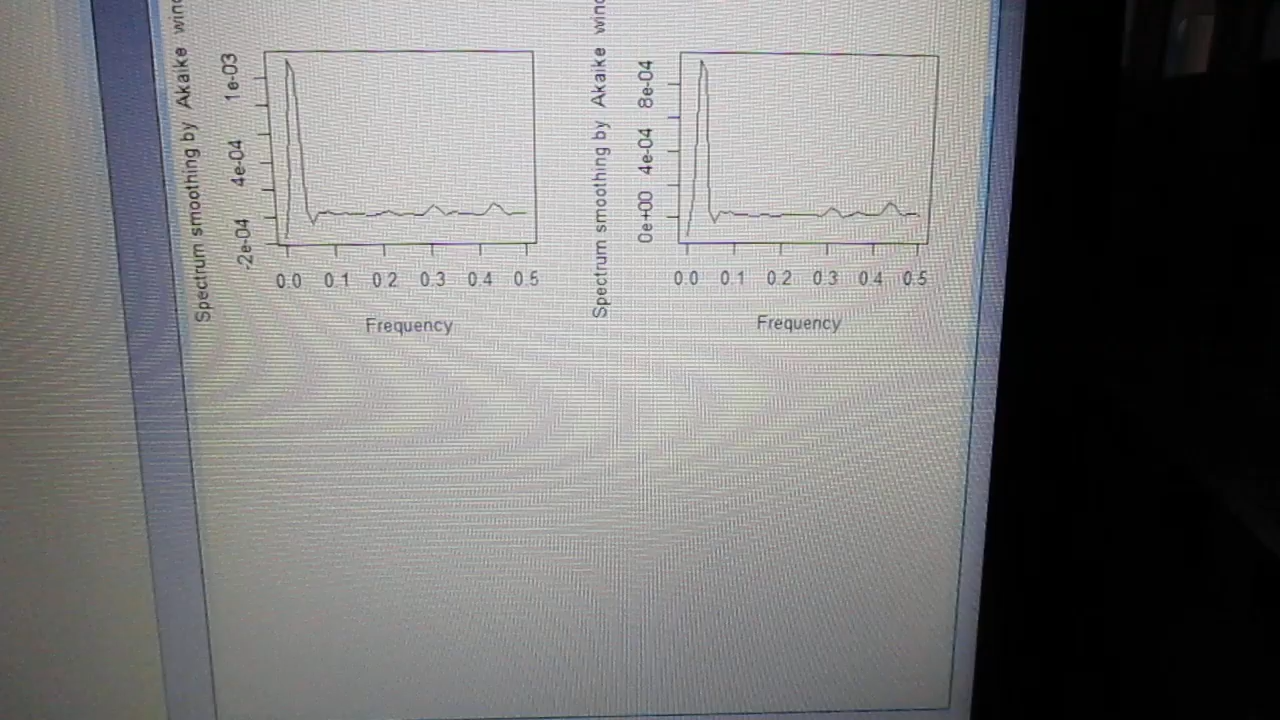 Spectrum smoothing by Akaike
-2e-04 4e-04 1e-03
0.0 0.1 0.2 0.3 0.4 0.5
Frequency
Spectrum smoothing by Akaike
0e+00 4e-04 8e-04
0.0 0.1 0.2 0.3 0.4 0.5
Frequency